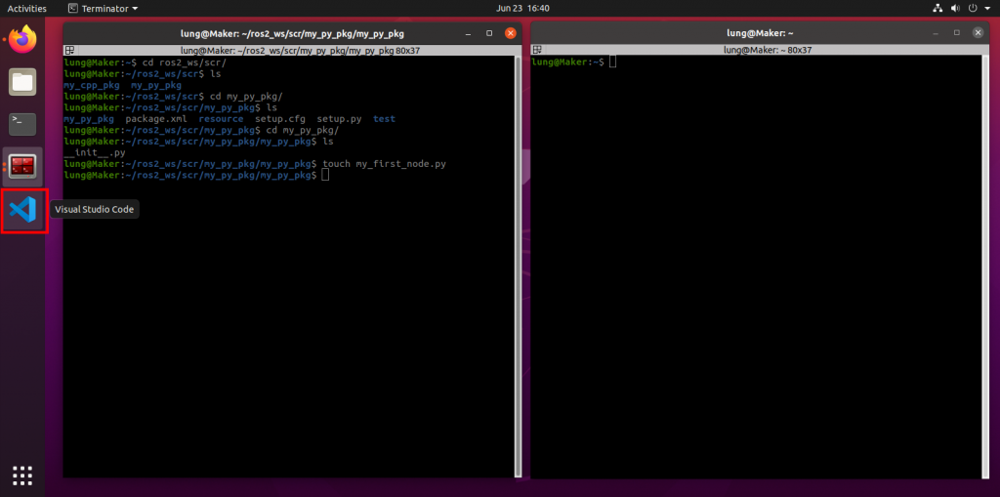 Activities
Terminator
Jun 23 16:40
lung@Maker: ~/ros2_ws/scr/my_py_pkg/my_py_pkg
lung@Maker: ~/ros2_ws/scr/my_py_pkg/my_py_pkg 80x37
lung@Maker:~$ cd ros2_ws/scr/
lung@Maker:~/ros2_ws/scr$ ls
my_cpp_pkg my_py_pkg
lung@Maker:~/ros2_ws/scr$ cd my_py_pkg/
lung@Maker:~/ros2_ws/scr/my_py_pkg$ ls
my_py_pkg package.xml resource setup.cfg setup.py test
lung@Maker:~/ros2_ws/scr/my_py_pkg$ cd my_py_pkg/
lung@Maker:~/ros2_ws/scr/my_py_pkg/my_py_pkg$ ls
__init__.py
lung@Maker:~/ros2_ws/scr/my_py_pkg/my_py_pkg$ touch my_first_node.py
lung@Maker:~/ros2_ws/scr/my_py_pkg/my_py_pkg$
Visual Studio Code
lung@Maker: ~
lung@Maker: ~ 80x37
lung@Maker:~$